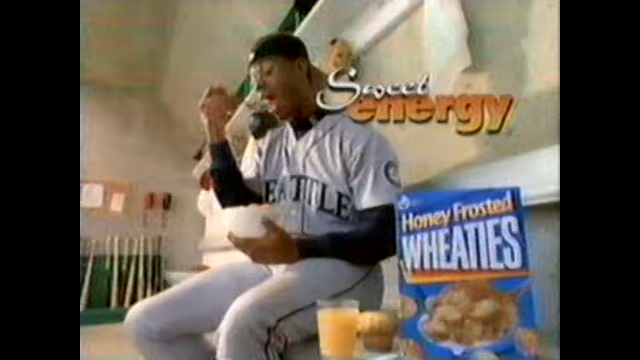 Sweet
energy
SEATTLE
Honey Frosted
WHEATIES